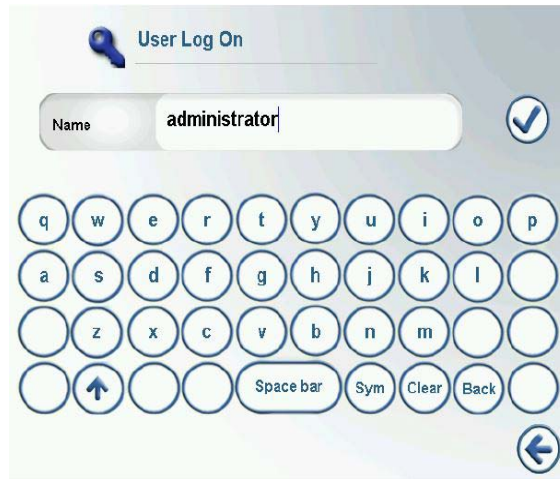 User Log On
Name administrator
q w e r t y u i o p
a s d f g h j k l
z x c v b n m
Space bar Sym Clear Back